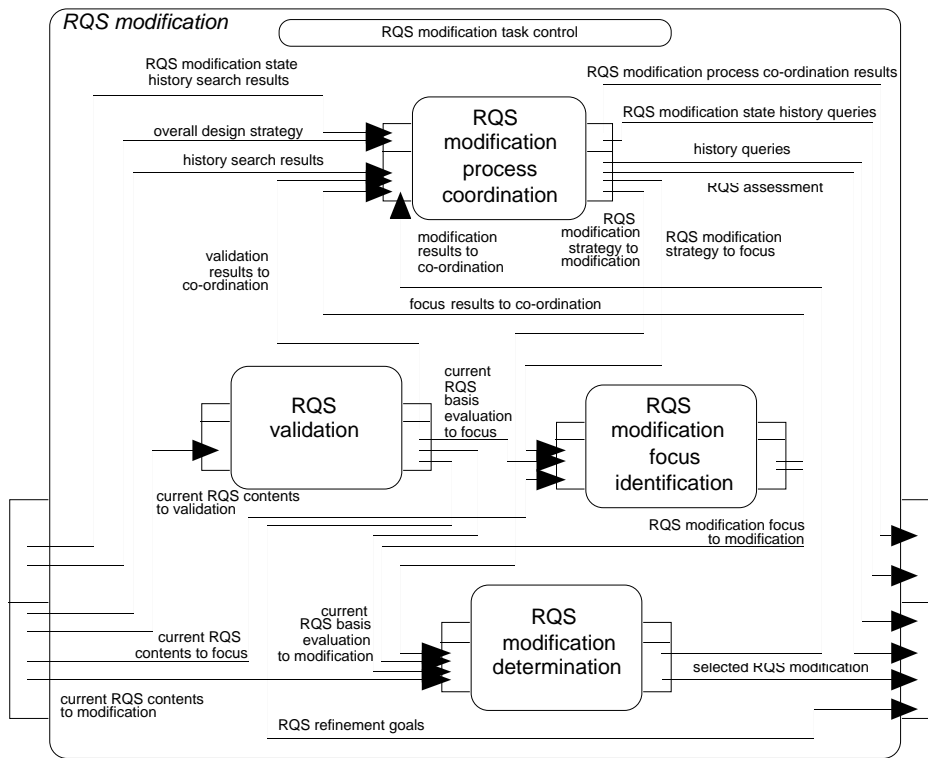 RQS modification
RQS modification task control
RQS modification state
history search results
overall design strategy
history search results
RQS
modification
process
coordination
RQS modification process co-ordination results
RQS modification state history queries
history queries
RQS assessment
validation
results to
co-ordination
modification
results to
co-ordination
RQS
modification
strategy to
modification
RQS modification
strategy to focus
focus results to co-ordination
RQS
validation
current
RQS
basis
evaluation
to focus
RQS
modification
focus
identification
current RQS contents
to validation
RQS modification focus
to modification
current RQS
contents to focus
current
RQS basis
evaluation
to modification
RQS
modification
determination
selected RQS modification
current RQS contents
to modification
RQS refinement goals